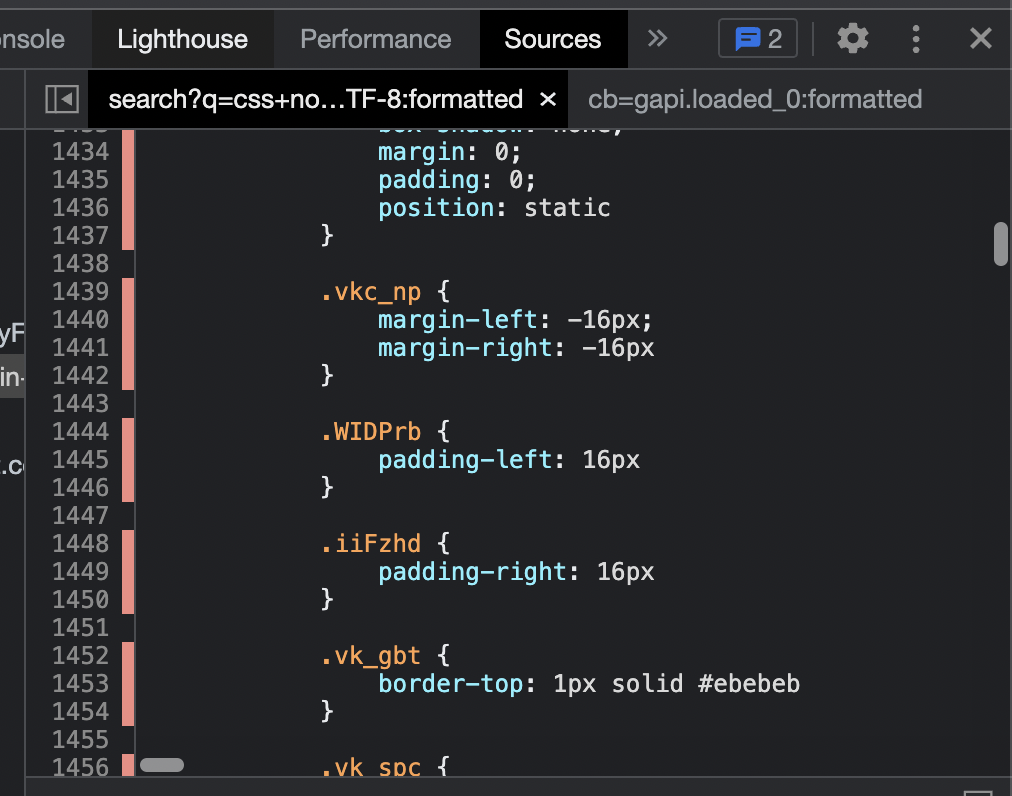 onsole Lighthouse Performance Sources » 2
search?q=css+no...TF-8:formatted × cb=gapi.loaded_0:formatted
1433 box-shadow: none;
1434 margin: 0;
1435 padding: 0;
1436 position: static
1437 }
1438
1439 .vkc_np {
1440 margin-left: -16px;
1441 margin-right: -16px
1442 }
1443
1444 .WIDPrb {
1445 padding-left: 16px
1446 }
1447
1448 .iiFzhd {
1449 padding-right: 16px
1450 }
1451
1452 .vk_gbt {
1453 border-top: 1px solid #ebebeb
1454 }
1455
1456 .vk_spc {
yF
in-
.co